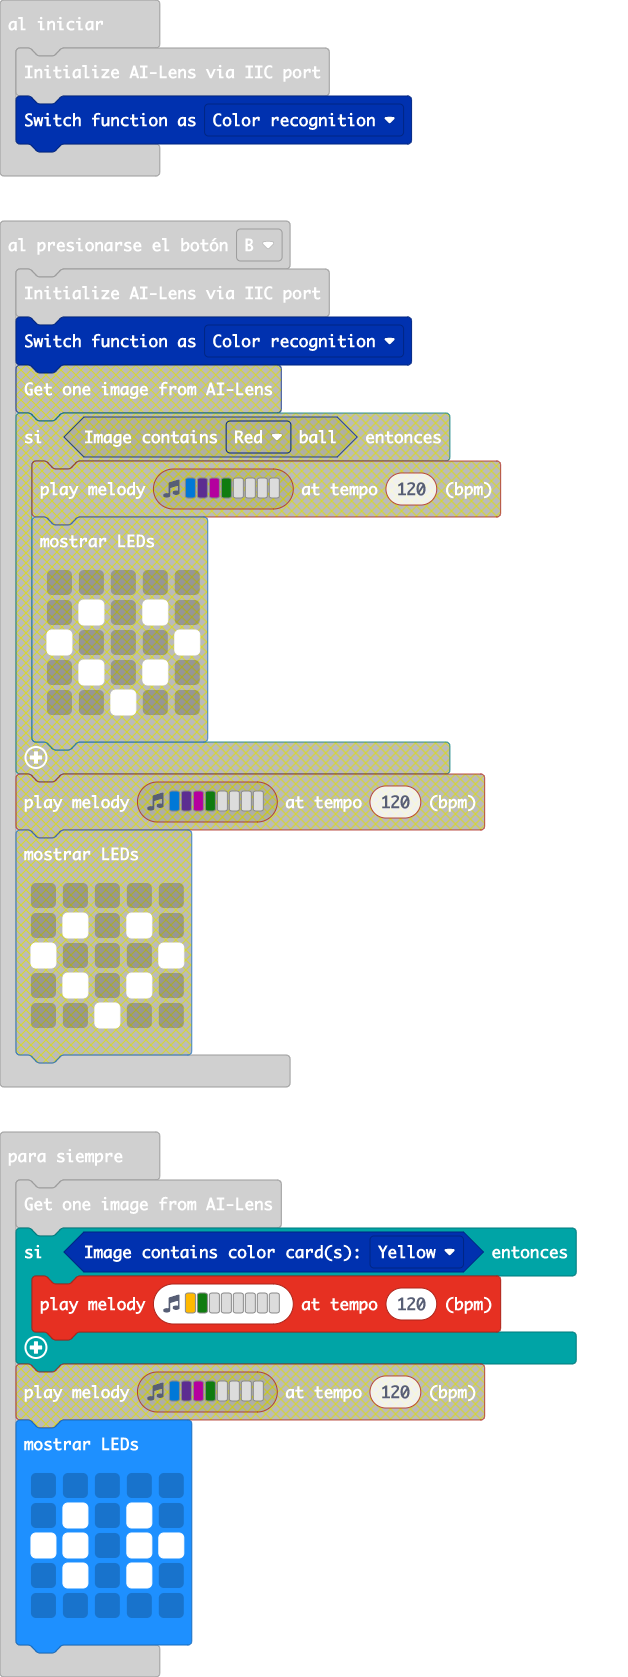 al iniciar
Initialize AI-Lens via IIC port
Switch function as Color recognition
al presionarse el botón B
Initialize AI-Lens via IIC port
Switch function as Color recognition
Get one image from AI-Lens
si Image contains Red ball entonces
play melody at tempo 120 (bpm)
mostrar LEDs
play melody at tempo 120 (bpm)
mostrar LEDs
para siempre
Get one image from AI-Lens
si Image contains color card(s): Yellow entonces
play melody at tempo 120 (bpm)
play melody at tempo 120 (bpm)
mostrar LEDs